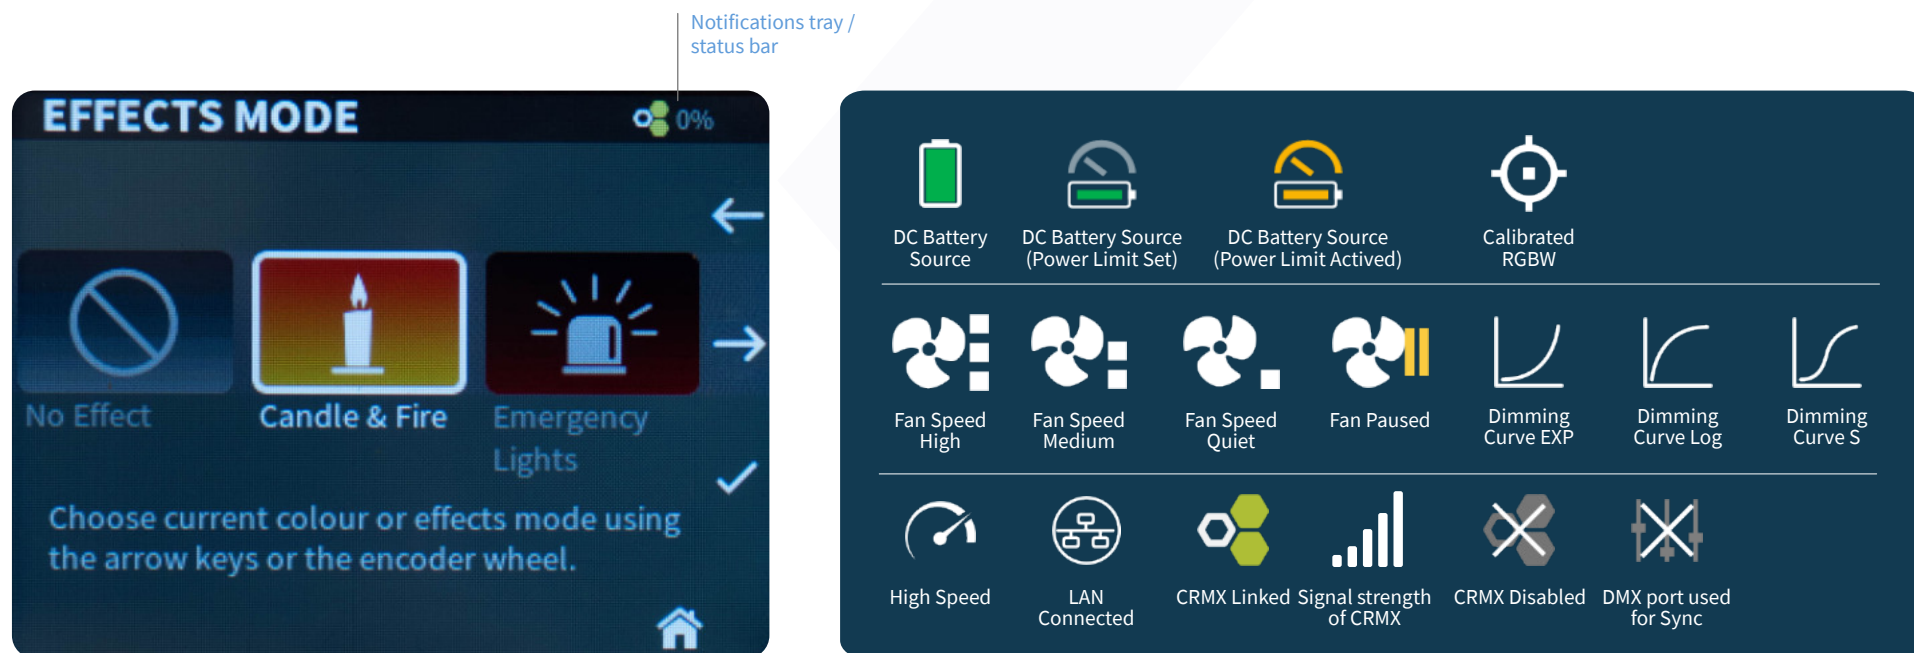 Notifications tray /
status bar
EFFECTS MODE
0%
No Effect
Candle & Fire
Emergency
Lights
Choose current colour or effects mode using
the arrow keys or the encoder wheel.
DC Battery
Source
DC Battery Source
(Power Limit Set)
DC Battery Source
(Power Limit Actived)
Calibrated
RGBW
Fan Speed
High
Fan Speed
Medium
Fan Speed
Quiet
Fan Paused
Dimming
Curve EXP
Dimming
Curve Log
Dimming
Curve S
High Speed
LAN
Connected
CRMX Linked
Signal strength
of CRMX
CRMX Disabled
DMX port used
for Sync